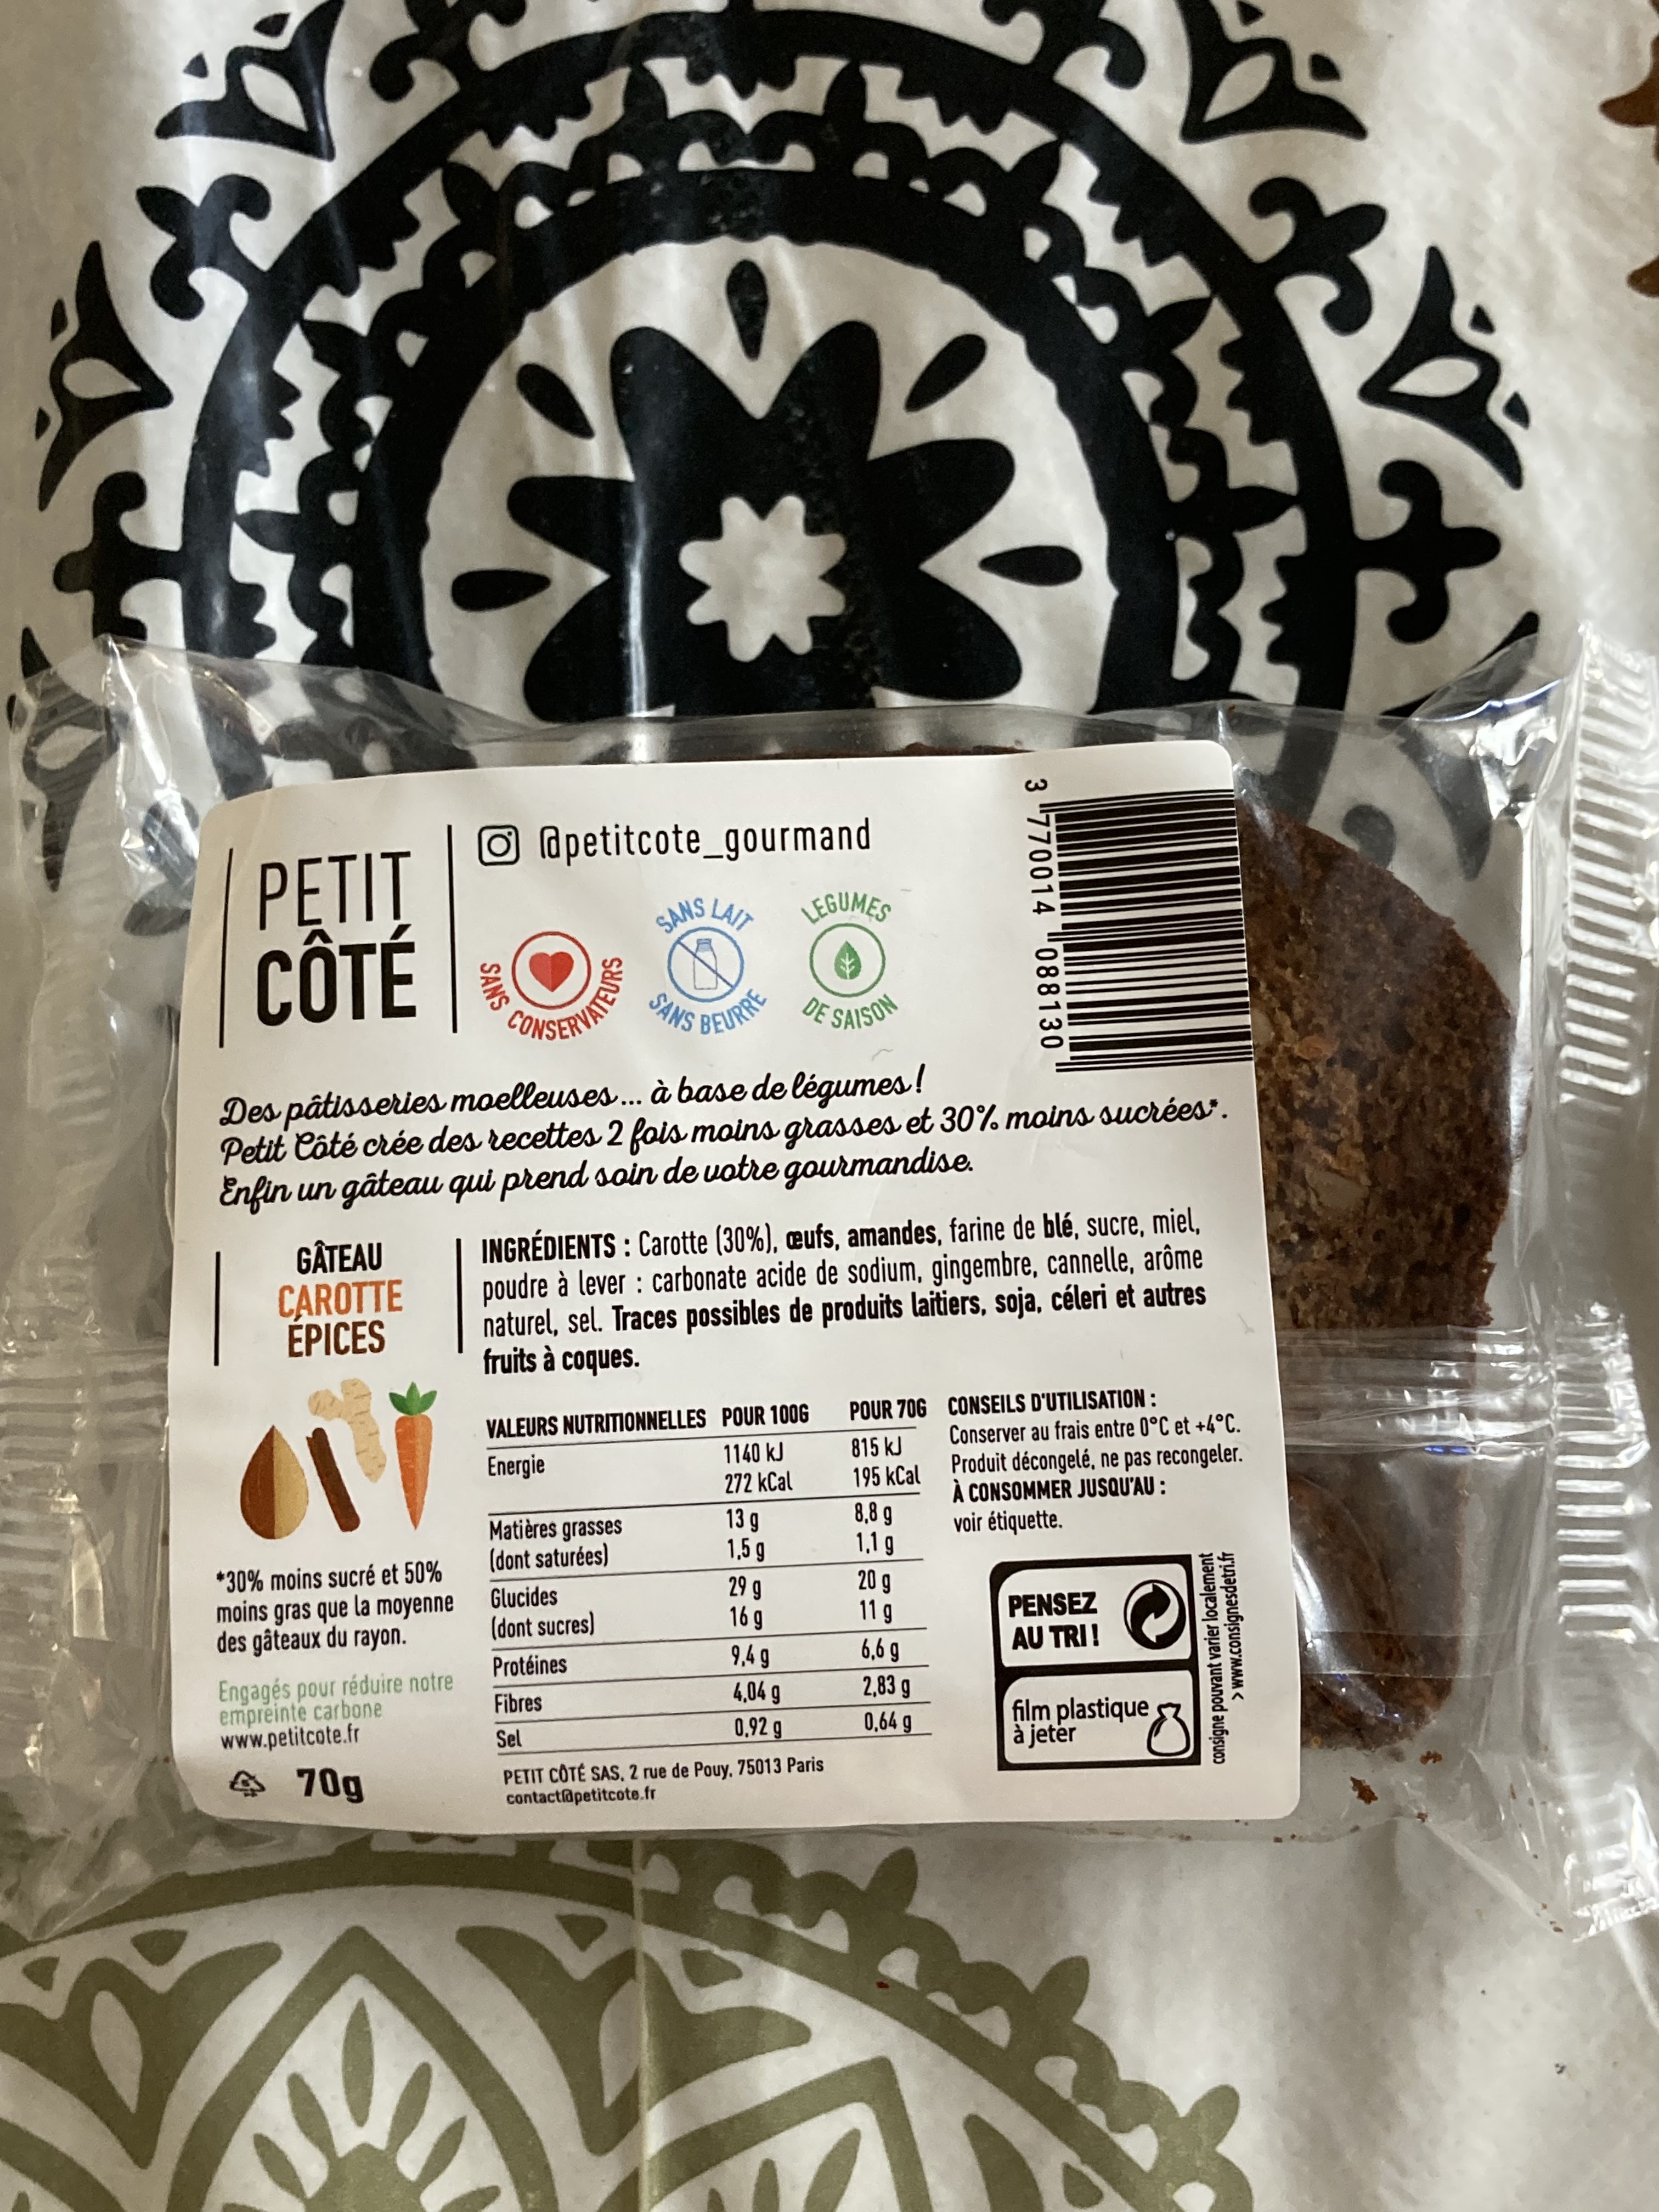 PETIT
CÔTÉ
@petitcote_gourmand
SANS CONSERVATEURS
SANS LAIT
SANS BEURRE
LÉGUMES
DE SAISON
3 770014 088130
Des pâtisseries moelleuses... à base de légumes !
Petit Côté crée des recettes 2 fois moins grasses et 30% moins sucrées*.
Enfin un gâteau qui prend soin de votre gourmandise.
GÂTEAU
CAROTTE
ÉPICES
INGRÉDIENTS : Carotte (30%), œufs, amandes, farine de blé, sucre, miel,
poudre à lever : carbonate acide de sodium, gingembre, cannelle, arôme
naturel, sel. Traces possibles de produits laitiers, soja, céleri et autres
fruits à coques.
VALEURS NUTRITIONNELLES POUR 100G POUR 70G
Energie 1140 kJ 815 kJ
272 kCal 195 kCal
Matières grasses 13 g 8,8 g
(dont saturées) 1,5 g 1,1 g
Glucides 29 g 20 g
(dont sucres) 16 g 11 g
Protéines 9,4 g 6,6 g
Fibres 4,04 g 2,83 g
Sel 0,92 g 0,64 g
PETIT CÔTÉ SAS, 2 rue de Pouy, 75013 Paris
contact@petitcote.fr
CONSEILS D'UTILISATION :
Conserver au frais entre 0°C et +4°C.
Produit décongelé, ne pas recongeler.
À CONSOMMER JUSQU'AU :
voir étiquette.
PENSEZ
AU TRI !
film plastique
à jeter
consigne pouvant varier localement
> www.consignesdetri.fr
*30% moins sucré et 50%
moins gras que la moyenne
des gâteaux du rayon.
Engagés pour réduire notre
empreinte carbone
www.petitcote.fr
70g